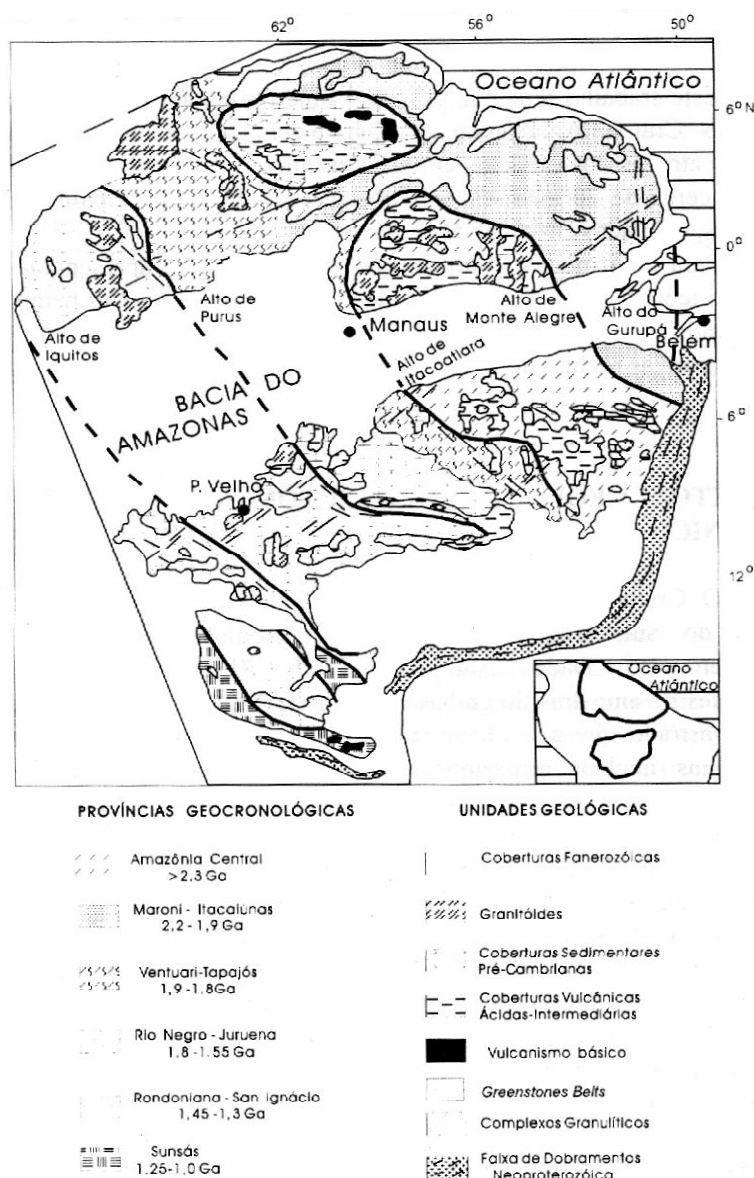 62°
56°
50°
Oceano Atlântico
6°N
0°
Alto de
Purus
Alto de
Iquitos
Manaus
Alto de
Monte Alegre
Alto do
Gurupá
Belém
Alto de
Itacoatiara
BACIA DO
AMAZONAS
6°
P. Velho
12°
Oceano
Atlântico
PROVÍNCIAS GEOCRONOLÓGICAS
Amazônia Central
>2,3 Ga
Maroni - Itacaiúnas
2,2 - 1,9 Ga
Ventuari-Tapajós
1,9 -1.8Ga
Rio Negro - Juruena
1.8 -1.55 Ga
Rondoniana - San Ignácio
1,45 -1,3 Ga
Sunsás
1.25-1,0 Ga
UNIDADES GEOLÓGICAS
Coberturas Fanerozóicas
Granitóides
Coberturas Sedimentares
Pré-Cambrianas
Coberturas Vulcânicas
Ácidas-Intermediárias
Vulcanismo básico
Greenstones Belts
Complexos Granulíticos
Faixa de Dobramentos
Neoproterozóica